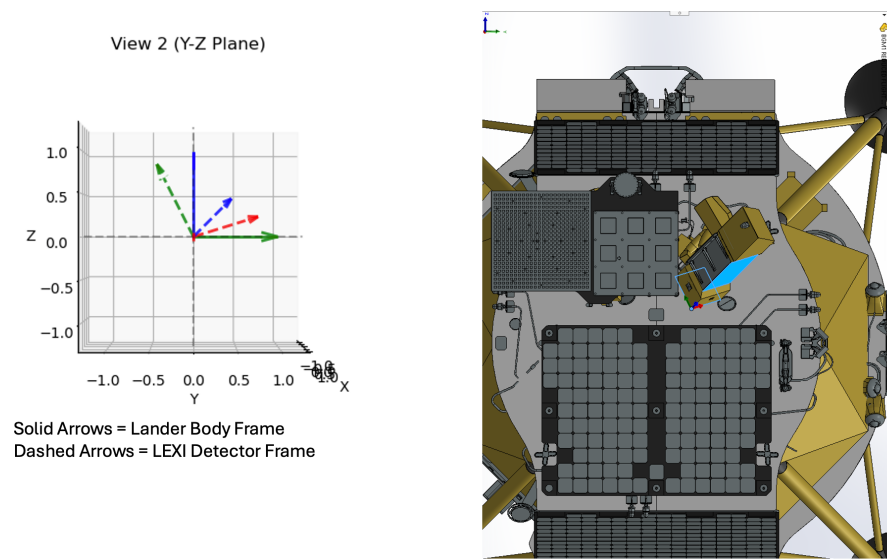 View 2 (Y-Z Plane)
1.0
0.5
Z 0.0
−0.5
−1.0
−1.0 −0.5 0.0 0.5 1.0
Y
X
Solid Arrows = Lander Body Frame
Dashed Arrows = LEXI Detector Frame